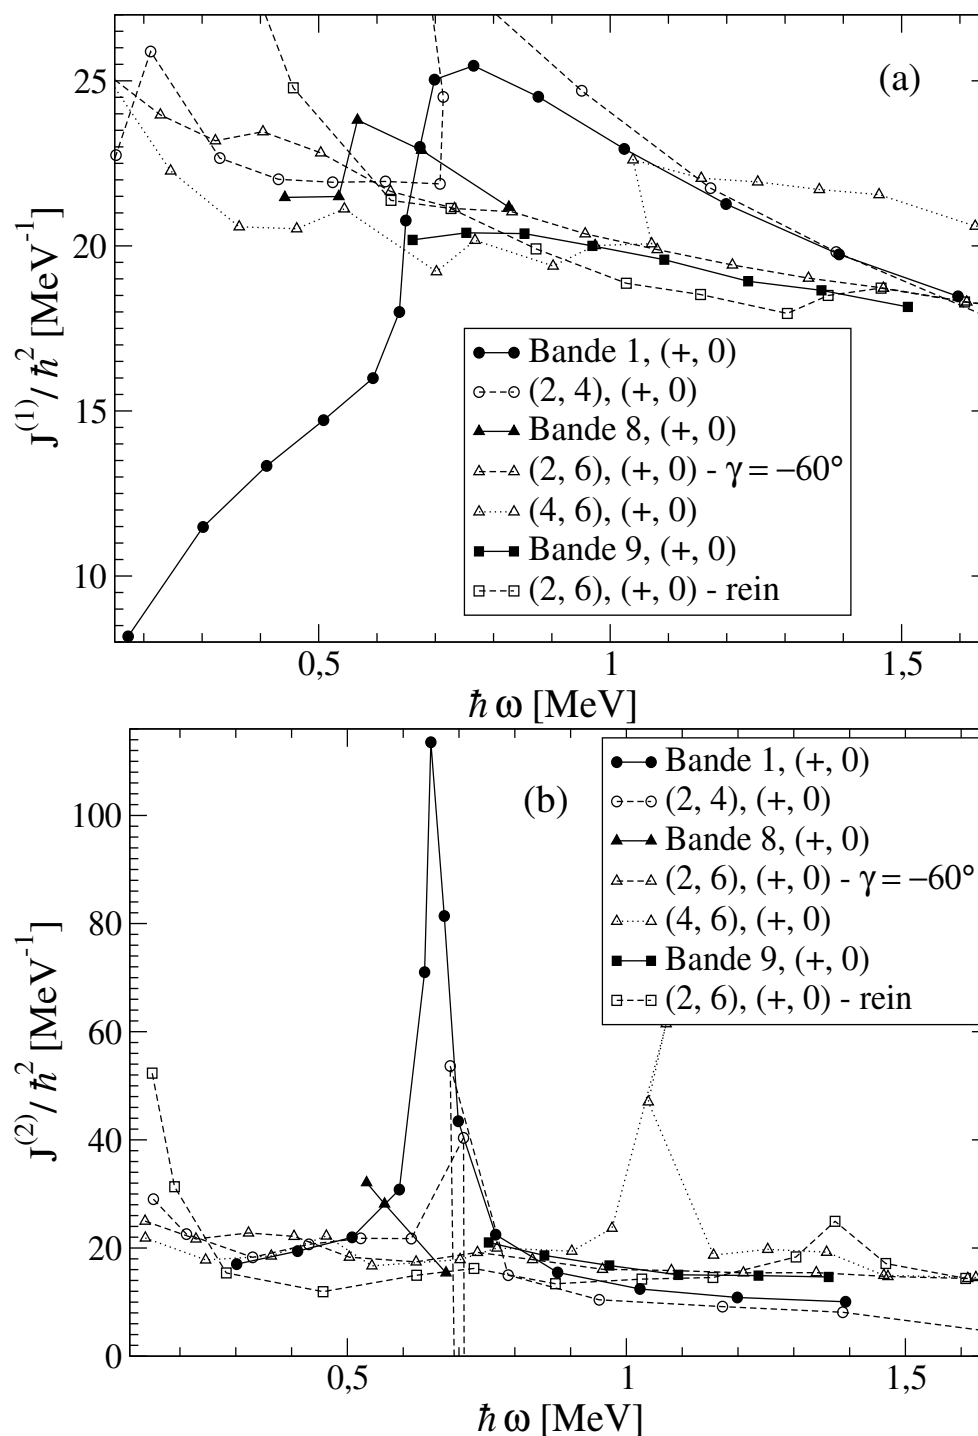 (a)
25
20
15
10
J⁽¹⁾/ħ² [MeV⁻¹]
Bande 1, (+, 0)
(2, 4), (+, 0)
Bande 8, (+, 0)
(2, 6), (+, 0) - γ = −60°
(4, 6), (+, 0)
Bande 9, (+, 0)
(2, 6), (+, 0) - rein
0,5 1 1,5
ħ ω [MeV]
(b)
100
80
60
40
20
0
J⁽²⁾/ħ² [MeV⁻¹]
Bande 1, (+, 0)
(2, 4), (+, 0)
Bande 8, (+, 0)
(2, 6), (+, 0) - γ = −60°
(4, 6), (+, 0)
Bande 9, (+, 0)
(2, 6), (+, 0) - rein
0,5 1 1,5
ħ ω [MeV]